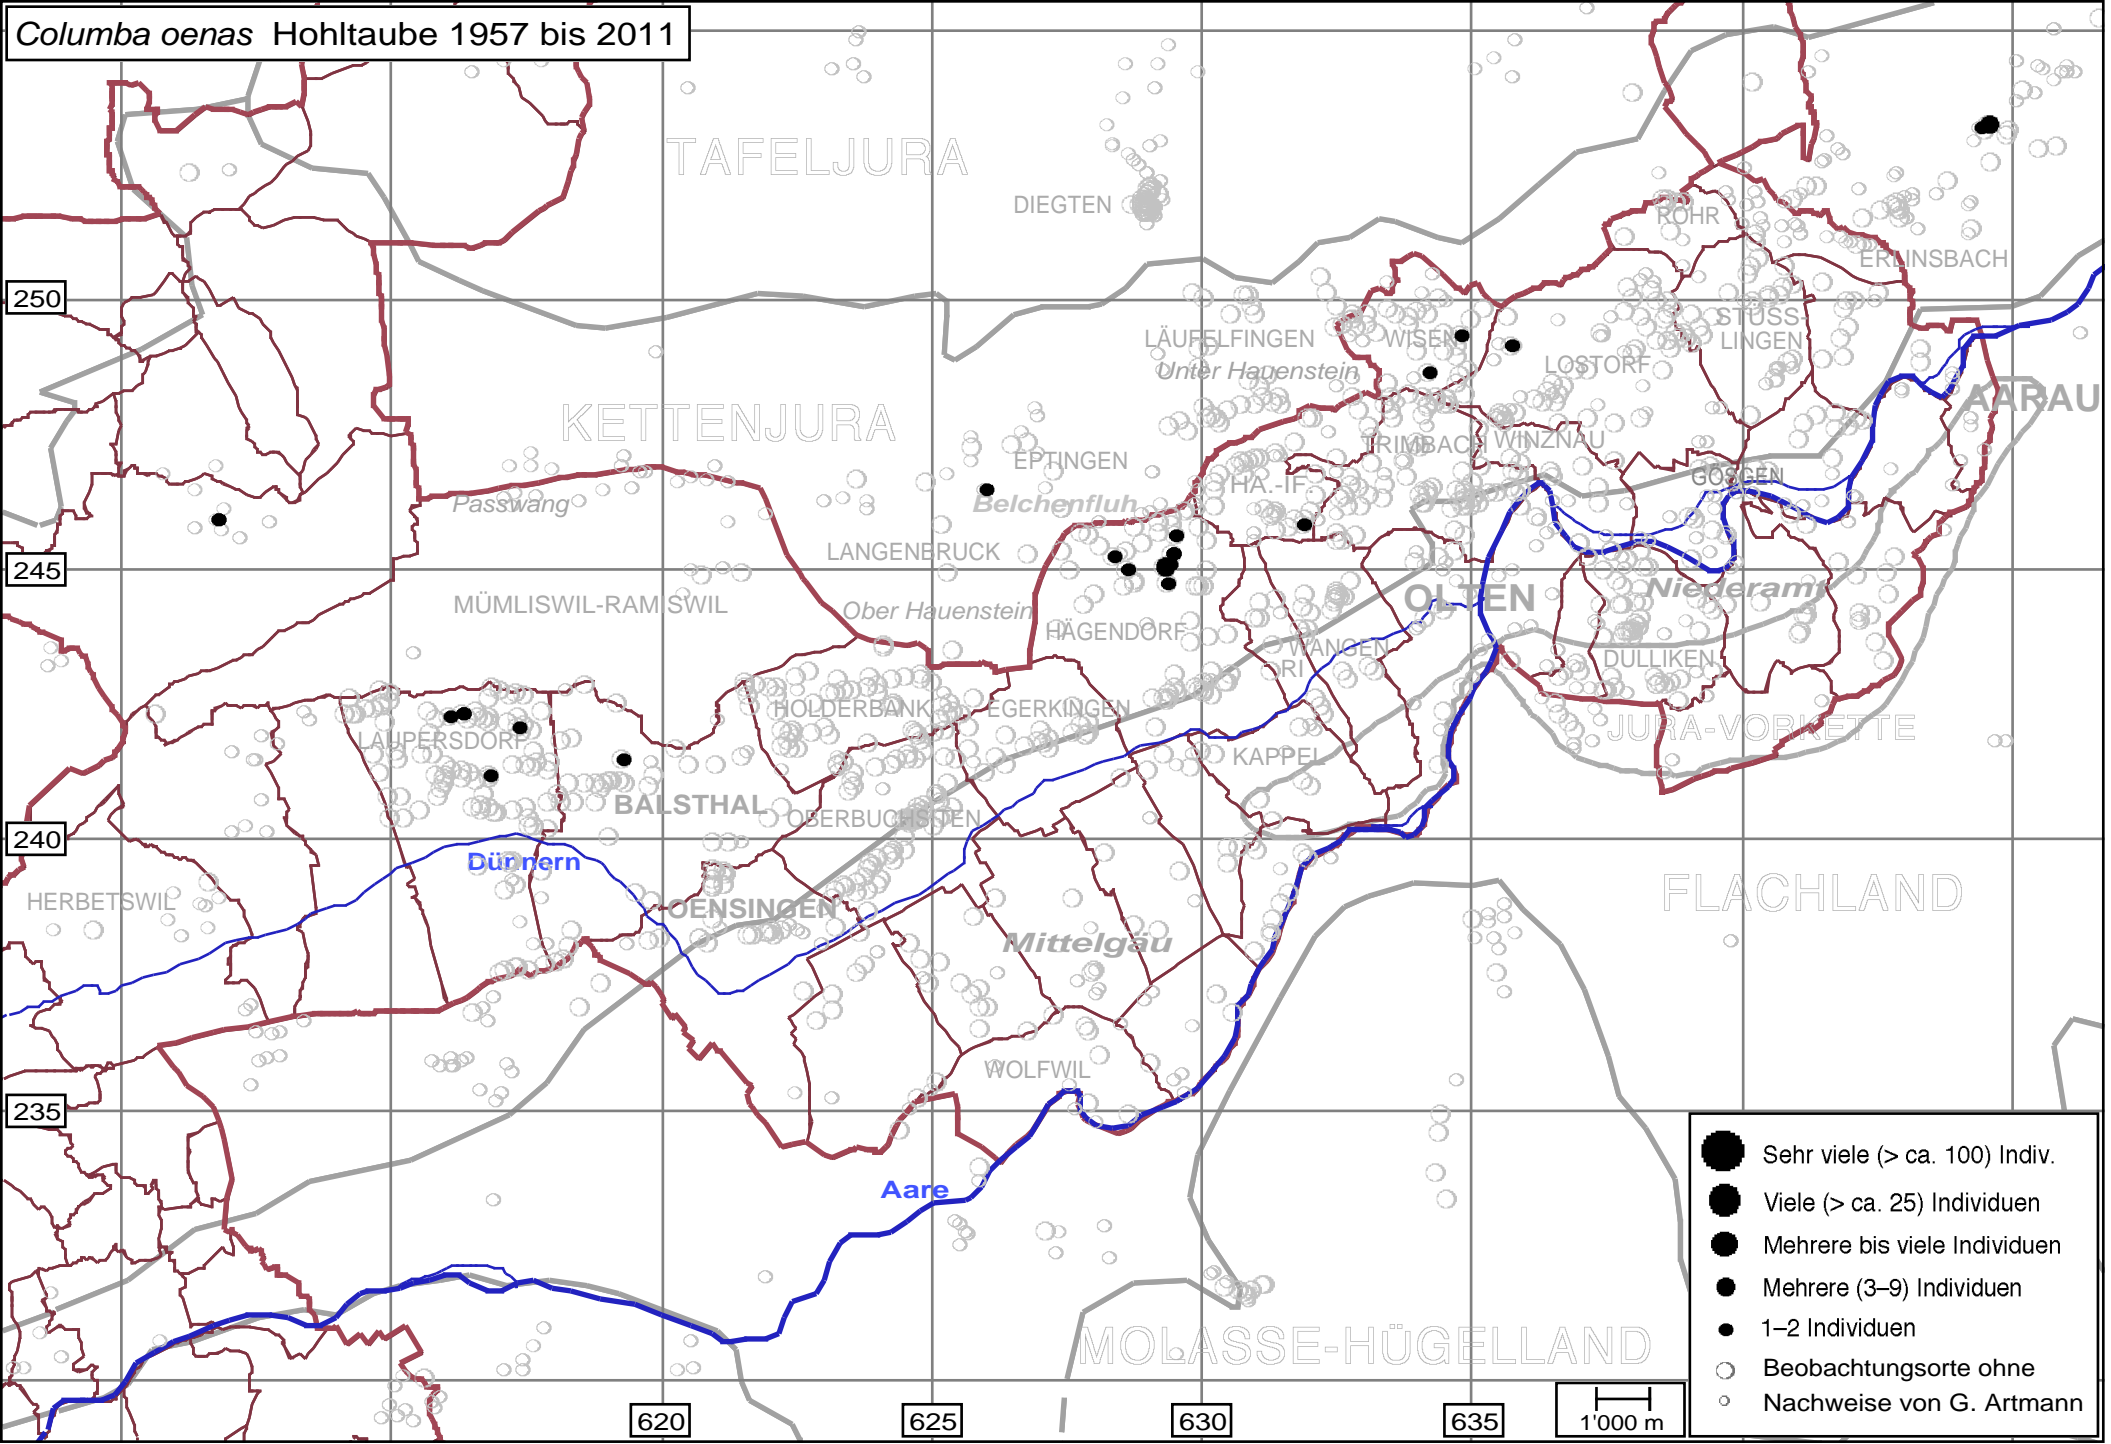 Columba oenas Hohltaube 1957 bis 2011
TAFELJURA
DIEGTEN
ROHR
ERLINSBACH
250
LÄUFELFINGEN
WISEN
STÜSS-
LINGEN
Unter Hauenstein
LOSTORF
AARAU
KETTENJURA
TRIMBACH
WINZNAU
EPTINGEN
GÖSGEN
HA.-IF.
Passwang
Belchenfluh
LANGENBRUCK
245
MÜMLISWIL-RAMISWIL
Niederamt
OLTEN
Ober Hauenstein
HÄGENDORF
WANGEN
RI
DULLIKEN
HOLDERBANK
EGERKINGEN
JURA-VORKETTE
LAUPERSDORF
KAPPEL
BALSTHAL
OBERBUCHSITEN
240
Dünnern
FLACHLAND
HERBETSWIL
OENSINGEN
Mittelgäu
WOLFWIL
235
Aare
MOLASSE-HÜGELLAND
Sehr viele (> ca. 100) Indiv.
Viele (> ca. 25) Individuen
Mehrere bis viele Individuen
Mehrere (3–9) Individuen
1–2 Individuen
Beobachtungsorte ohne
Nachweise von G. Artmann
620
625
630
635
1'000 m